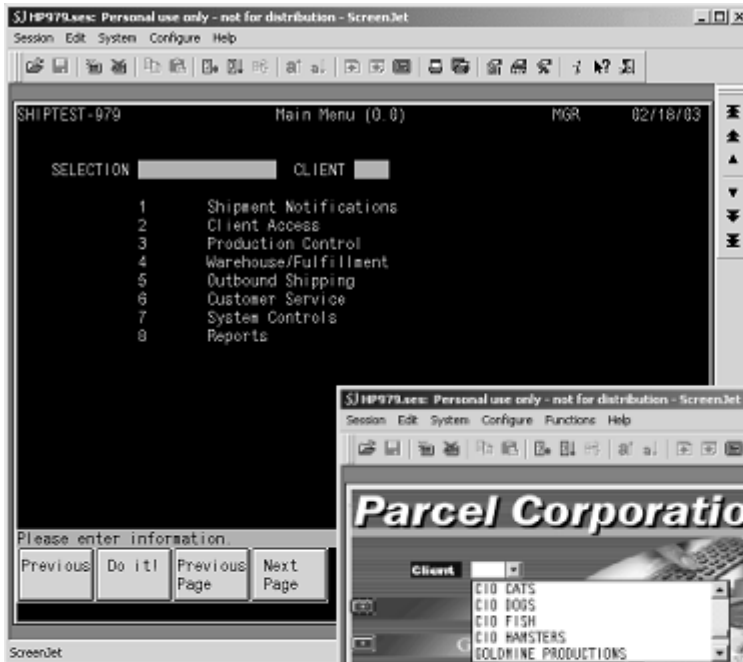 HP979.ses: Personal use only - not for distribution - ScreenJet
Session Edit System Configure Help
SHIPTEST-979 Main Menu (0.0) MGR 02/18/03
SELECTION CLIENT
1 Shipment Notifications
2 Client Access
3 Production Control
4 Warehouse/Fulfillment
5 Outbound Shipping
6 Customer Service
7 System Controls
8 Reports
Please enter information.
Previous Do it! Previous Page Next Page
ScreenJet
HP979.ses: Personal use only - not for distribution - ScreenJet
Session Edit System Configure Functions Help
Parcel Corporatio
Client
CIO CATS
CIO DOGS
CIO FISH
CIO HAMSTERS
GOLDMINE PRODUCTIONS